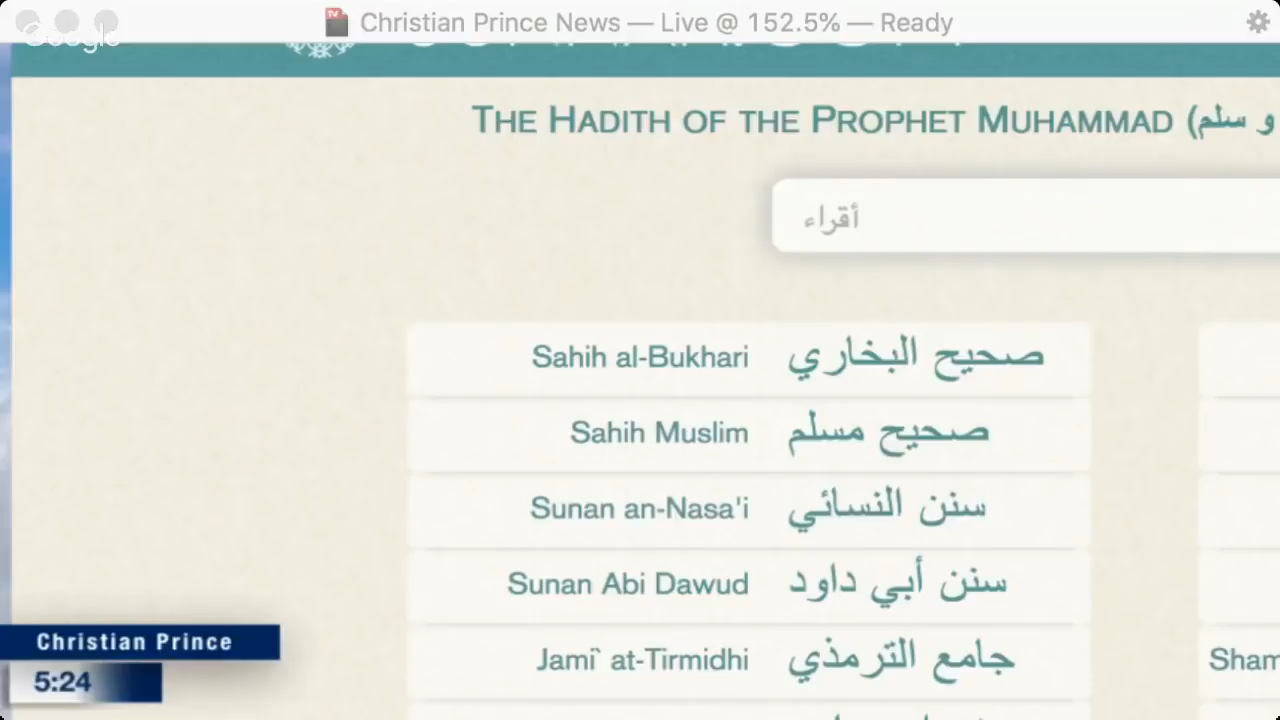 Christian Prince News — Live @ 152.5% — Ready
Google
THE HADITH OF THE PROPHET MUHAMMAD (و سلم
أقراء
Sahih al-Bukhari صحيح البخاري
Sahih Muslim صحيح مسلم
Sunan an-Nasa'i سنن النسائي
Sunan Abi Dawud سنن أبي داود
Jami` at-Tirmidhi جامع الترمذي
Sham
Christian Prince
5:24